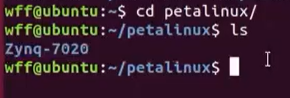 wff@ubuntu:~$ cd petalinux/
wff@ubuntu:~/petalinux$ ls
Zynq-7020
wff@ubuntu:~/petalinux$